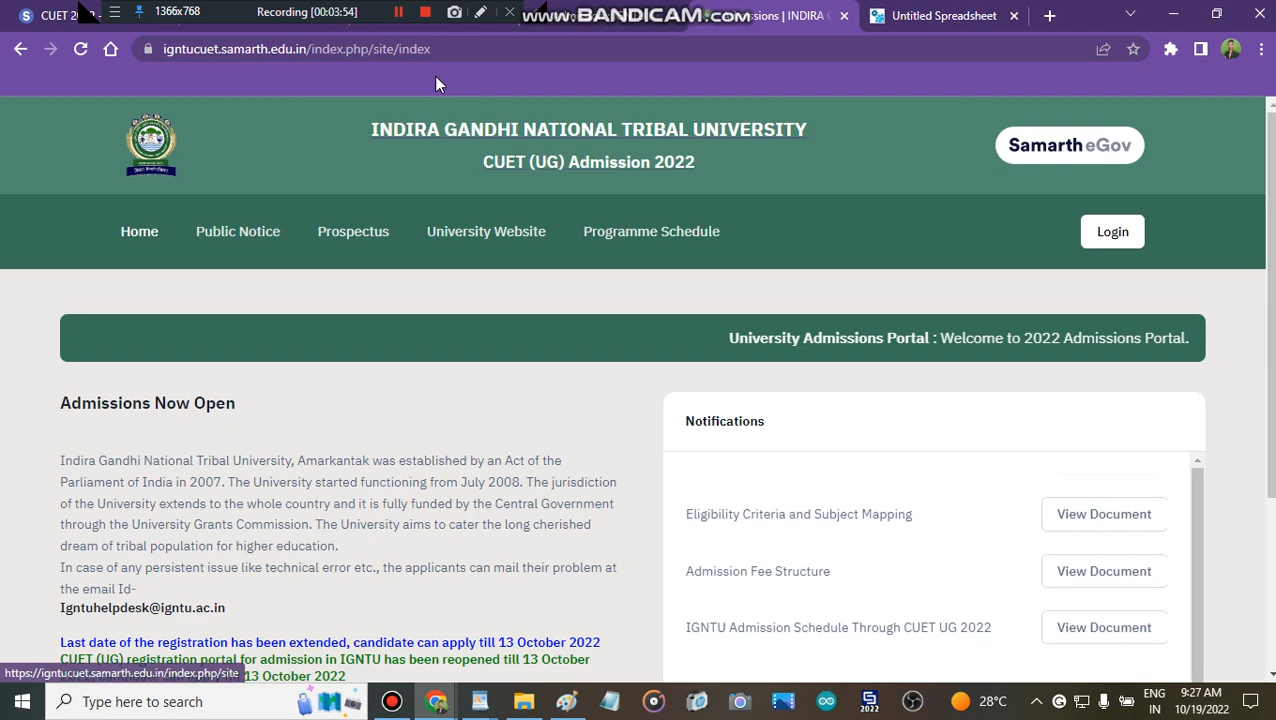 CUET 20
1366x768
Recording [00:03:54]
www.BANDICAM.com
ssions | INDIRA G
Untitled Spreadsheet
igntucuet.samarth.edu.in/index.php/site/index
INDIRA GANDHI NATIONAL TRIBAL UNIVERSITY
CUET (UG) Admission 2022
Samarth eGov
Home
Public Notice
Prospectus
University Website
Programme Schedule
Login
University Admissions Portal : Welcome to 2022 Admissions Portal.
Admissions Now Open
Indira Gandhi National Tribal University, Amarkantak was established by an Act of the
Parliament of India in 2007. The University started functioning from July 2008. The jurisdiction
of the University extends to the whole country and it is fully funded by the Central Government
through the University Grants Commission. The University aims to cater the long cherished
dream of tribal population for higher education.
In case of any persistent issue like technical error etc., the applicants can mail their problem at
the email Id-
Igntuhelpdesk@igntu.ac.in
Last date of the registration has been extended, candidate can apply till 13 October 2022
CUET (UG) registration portal for admission in IGNTU has been reopened till 13 October
13 October 2022
Notifications
Eligibility Criteria and Subject Mapping
View Document
Admission Fee Structure
View Document
IGNTU Admission Schedule Through CUET UG 2022
View Document
https://igntucuet.samarth.edu.in/index.php/site
Type here to search
2022
28°C
ENG
IN
9:27 AM
10/19/2022